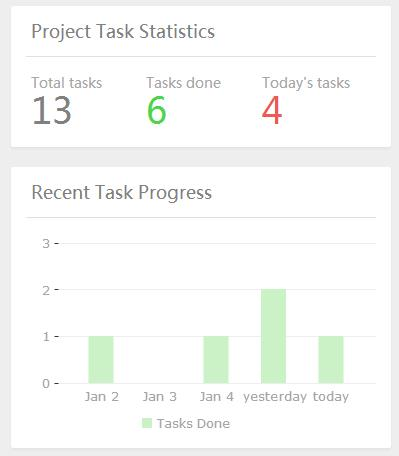 Project Task Statistics
Total tasks Tasks done Today's tasks
13 6 4
Recent Task Progress
3
2
1
0
Jan 2 Jan 3 Jan 4 yesterday today
Tasks Done